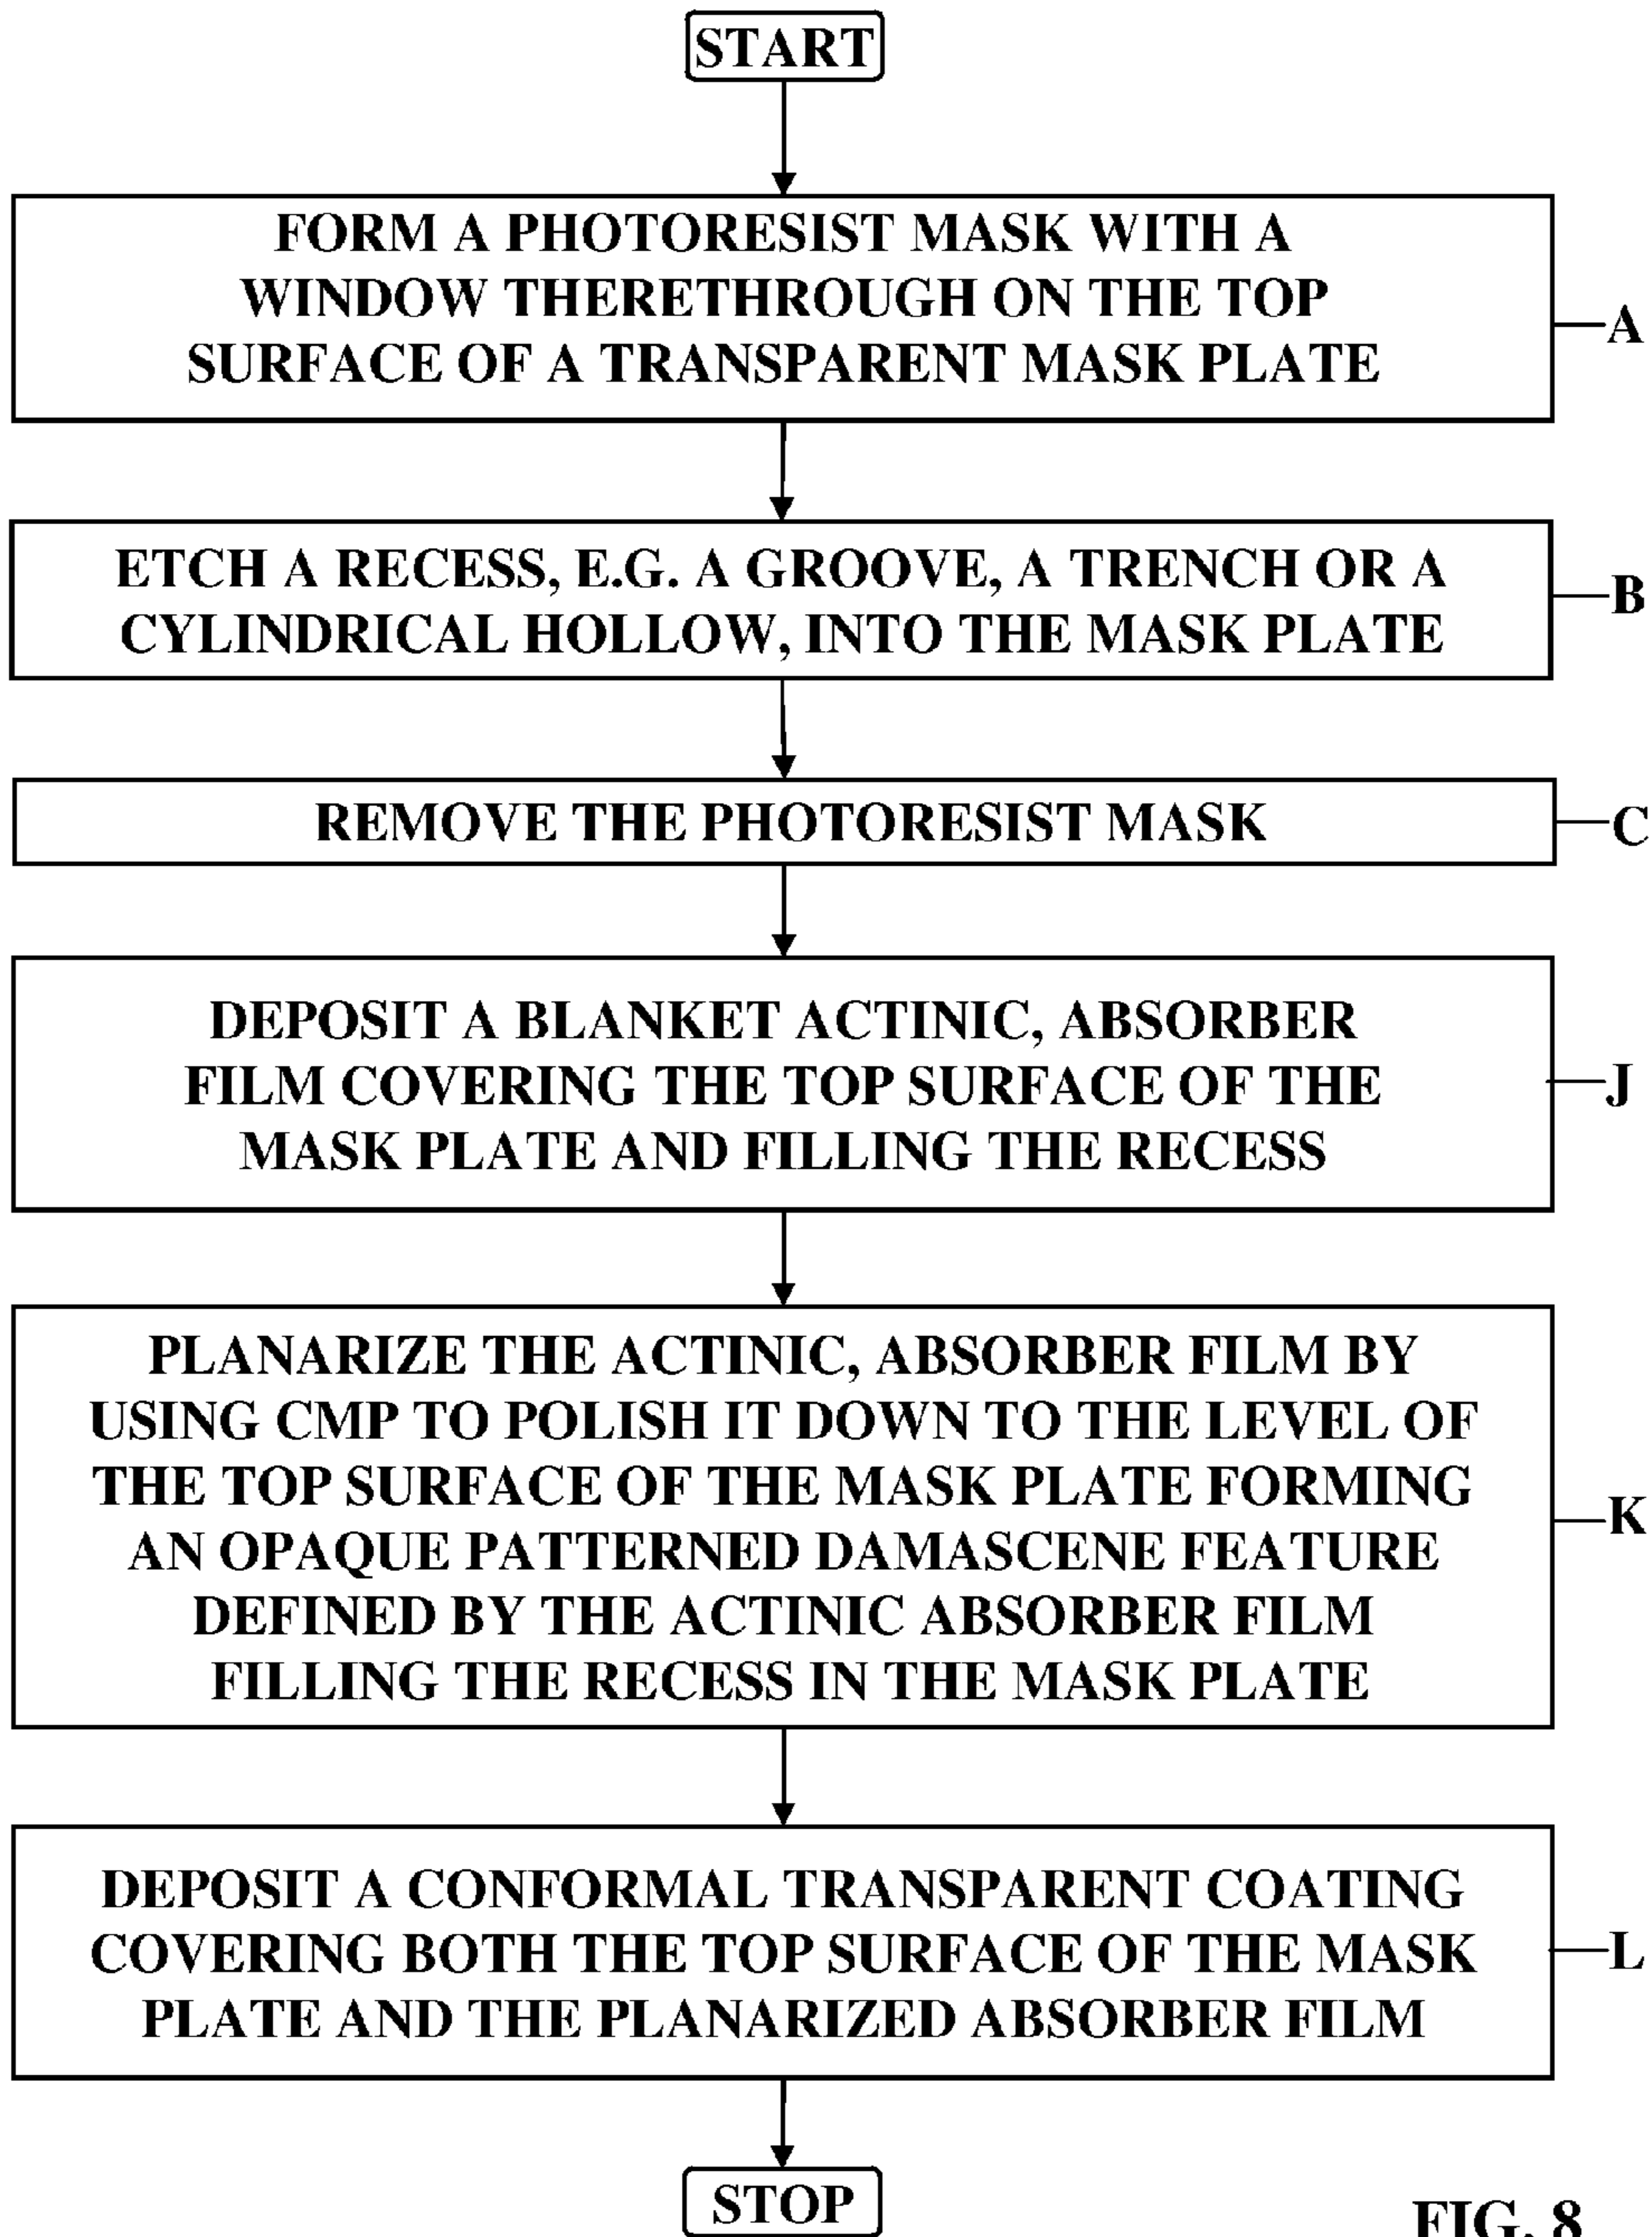 START
FORM A PHOTORESIST MASK WITH A
WINDOW THERETHROUGH ON THE TOP
SURFACE OF A TRANSPARENT MASK PLATE
A
ETCH A RECESS, E.G. A GROOVE, A TRENCH OR A
CYLINDRICAL HOLLOW, INTO THE MASK PLATE
B
REMOVE THE PHOTORESIST MASK
C
DEPOSIT A BLANKET ACTINIC, ABSORBER
FILM COVERING THE TOP SURFACE OF THE
MASK PLATE AND FILLING THE RECESS
J
PLANARIZE THE ACTINIC, ABSORBER FILM BY
USING CMP TO POLISH IT DOWN TO THE LEVEL OF
THE TOP SURFACE OF THE MASK PLATE FORMING
AN OPAQUE PATTERNED DAMASCENE FEATURE
DEFINED BY THE ACTINIC ABSORBER FILM
FILLING THE RECESS IN THE MASK PLATE
K
DEPOSIT A CONFORMAL TRANSPARENT COATING
COVERING BOTH THE TOP SURFACE OF THE MASK
PLATE AND THE PLANARIZED ABSORBER FILM
L
STOP
FIG. 8